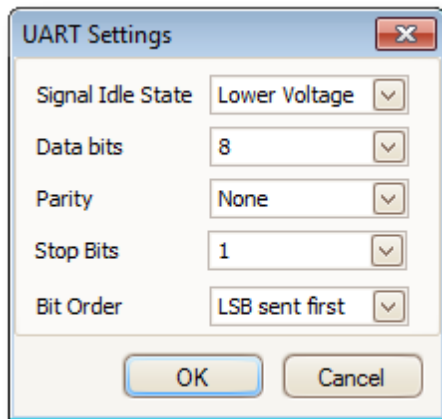 UART Settings
Signal Idle State Lower Voltage
Data bits 8
Parity None
Stop Bits 1
Bit Order LSB sent first
OK Cancel